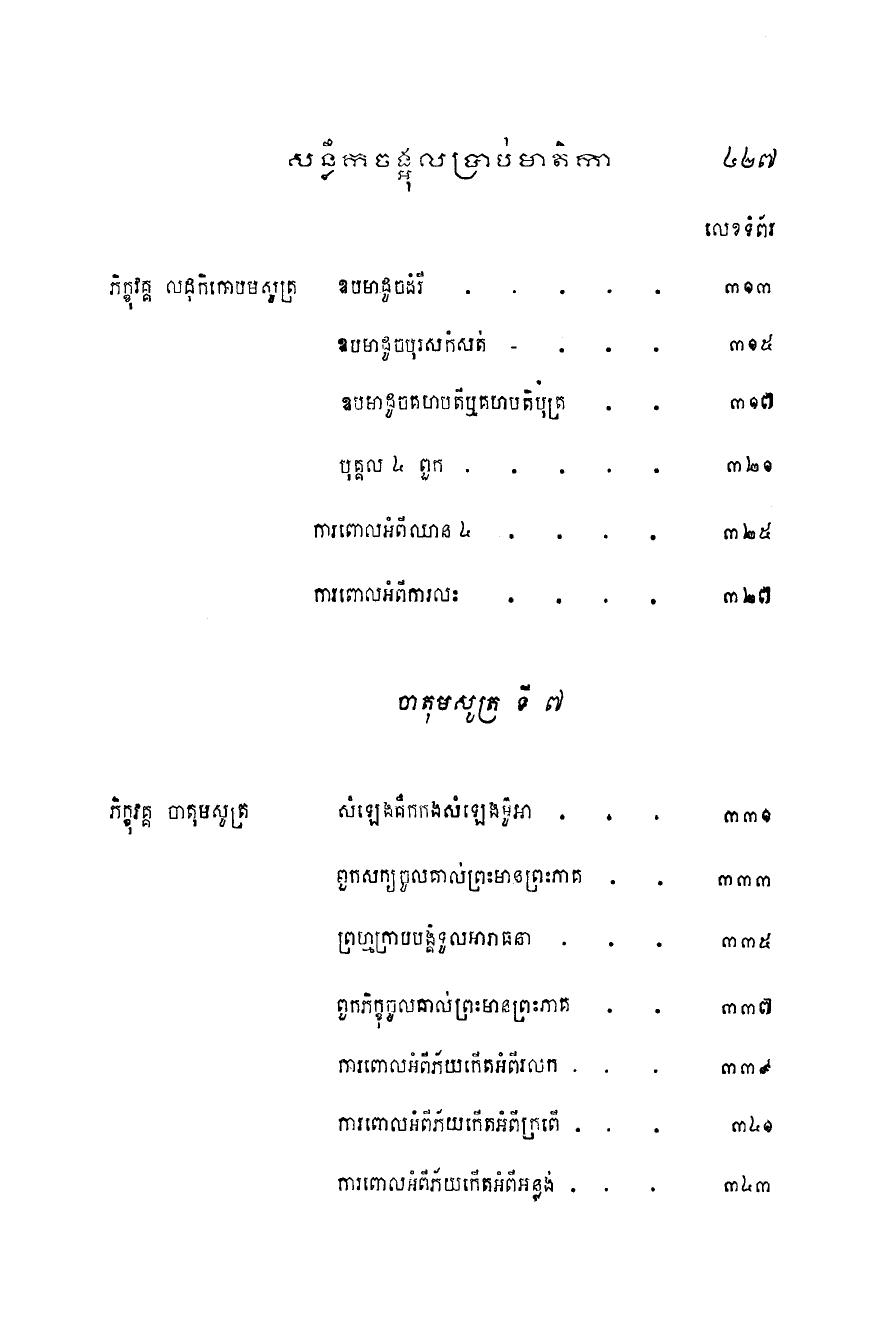 សន្លឹកចង្អុលប្រាប់មាតិកា ៤២៧
លេខទំព័រ
ភិក្ខុវគ្គ លដុកិកោបមសូត្រ ឧបមាដូចដំរី . . . . . ៣១៣
ឧបមាដូចបុរសកំសត់ - . . . ៣១៥
ឧបមាដូចគហបតីឬគហបតិបុត្រ . . ៣១៧
បុគ្គល ៤ ពួក . . . . . ៣២១
ការពោលអំពីឈាន ៤ . . . . ៣២៥
ការពោលអំពីការលះ . . . . ៣២៧
ចាតុមសូត្រ ទី ៧
ភិក្ខុវគ្គ ចាតុមសូត្រ សំឡេងគឹកកងសំឡេងអ៊ូអា . . . ៣៣១
ពួកសក្យចូលគាល់ព្រះមានព្រះភាគ . . ៣៣៣
ព្រហ្មក្រាបបង្គំទូលអារាធនា . . . ៣៣៥
ពួកភិក្ខុចូលគាល់ព្រះមានព្រះភាគ . . ៣៣៧
ការពោលអំពីភ័យកើតអំពីរលក . . . ៣៣៩
ការពោលអំពីភ័យកើតអំពីក្រពើ . . . ៣៤១
ការពោលអំពីភ័យកើតអំពីអន្លង់ . . . ៣៤៣